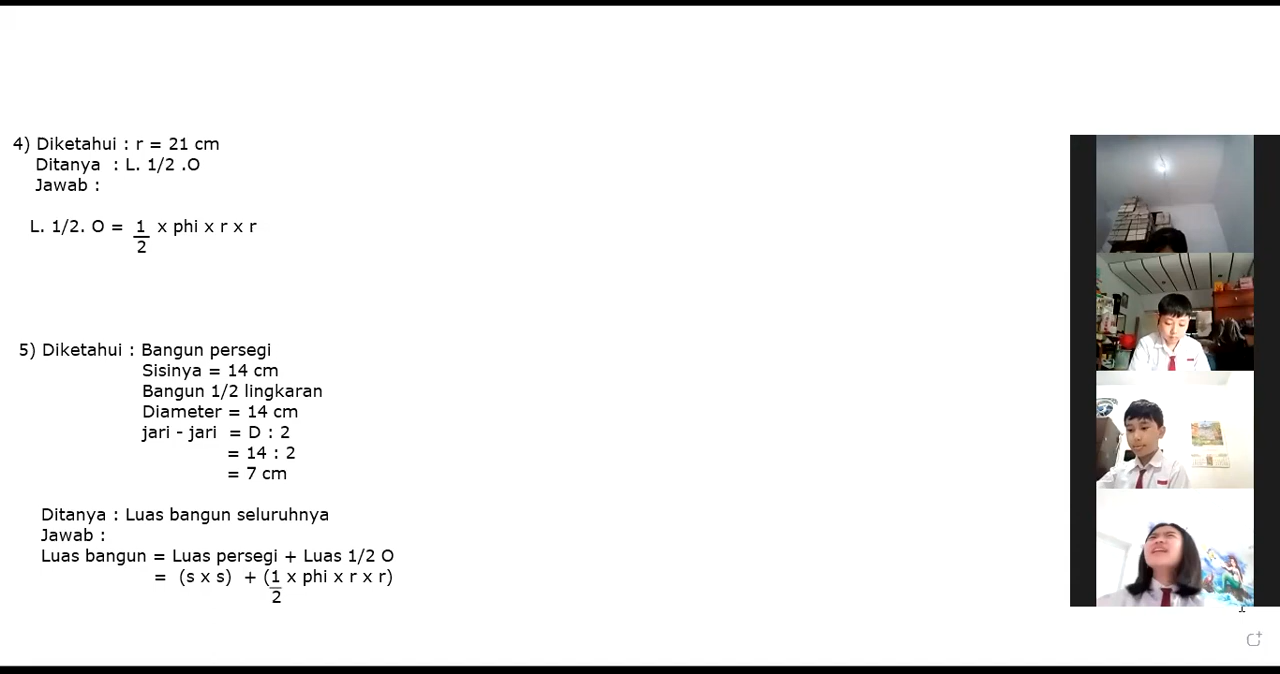 4) Diketahui : r = 21 cm
Ditanya : L. 1/2 .O
Jawab :
L. 1/2. O = 1/2 x phi x r x r
5) Diketahui : Bangun persegi
Sisinya = 14 cm
Bangun 1/2 lingkaran
Diameter = 14 cm
jari - jari = D : 2
= 14 : 2
= 7 cm
Ditanya : Luas bangun seluruhnya
Jawab :
Luas bangun = Luas persegi + Luas 1/2 O
= (s x s) + (1/2 x phi x r x r)